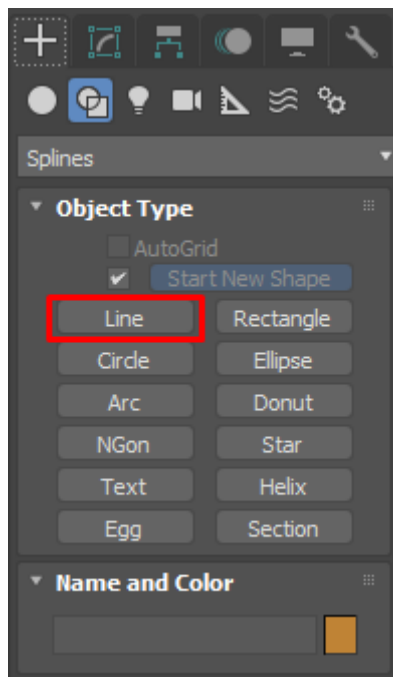 Splines
Object Type
AutoGrid
Start New Shape
Line Rectangle
Circle Ellipse
Arc Donut
NGon Star
Text Helix
Egg Section
Name and Color